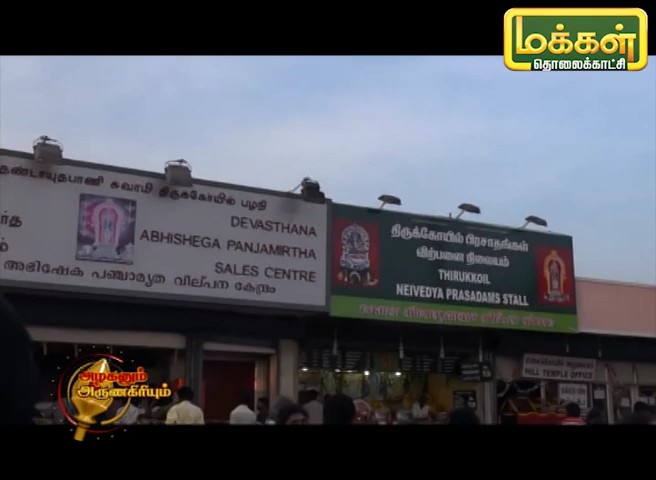 மக்கள்
தொலைக்காட்சி
தண்டாயுதபாணி சுவாமி திருக்கோயில் பழநி
DEVASTHANA
ABHISHEGA PANJAMIRTHA
SALES CENTRE
அபிஷேக பஞ்சாமூத வில்பன கேந்றம்
திருக்கோயிம் பிரசாதங்கள்
விற்பனை நிலையம்
THIRUKKOIL
NEIVEDYA PRASADAMS STALL
HILL TEMPLE OFFICE
அழகனும்
அருணகிரியும்